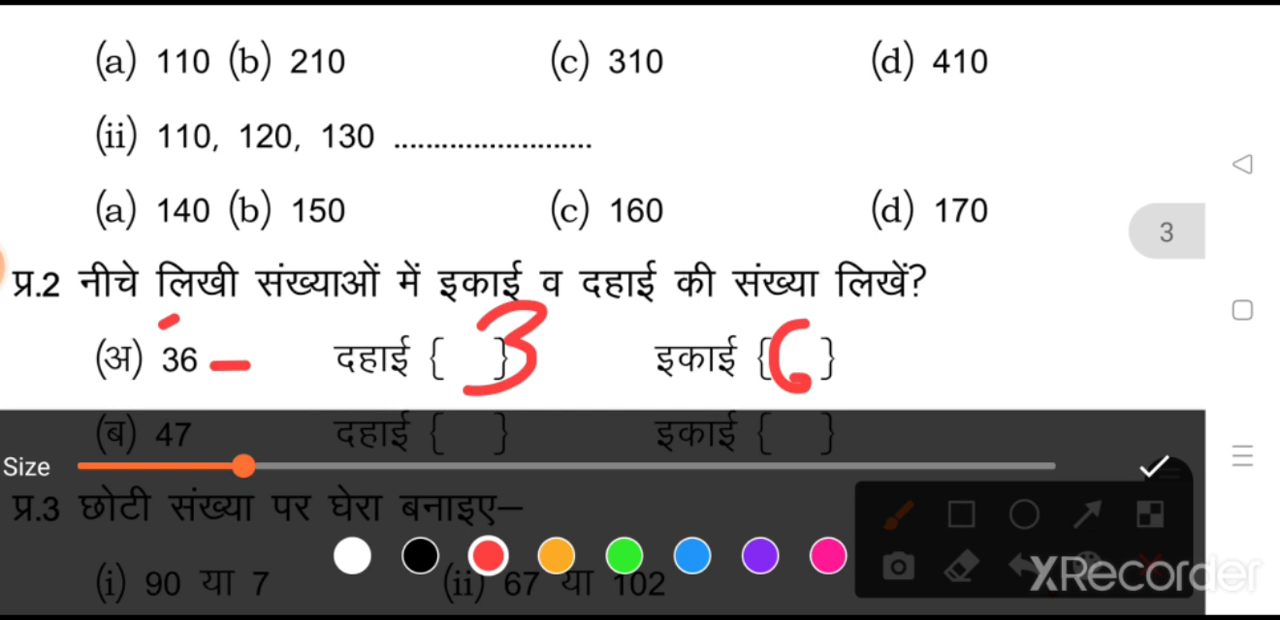 (a) 110 (b) 210 (c) 310 (d) 410
(ii) 110, 120, 130 ........................
(a) 140 (b) 150 (c) 160 (d) 170
3
प्र.2 नीचे लिखी संख्याओं में इकाई व दहाई की संख्या लिखें?
(अ) 36 – दहाई { 3 } इकाई { 6 }
(ब) 47 दहाई { } इकाई { }
Size
प्र.3 छोटी संख्या पर घेरा बनाइए–
(i) 90 या 7 (ii) 67 या 102
XRecorder